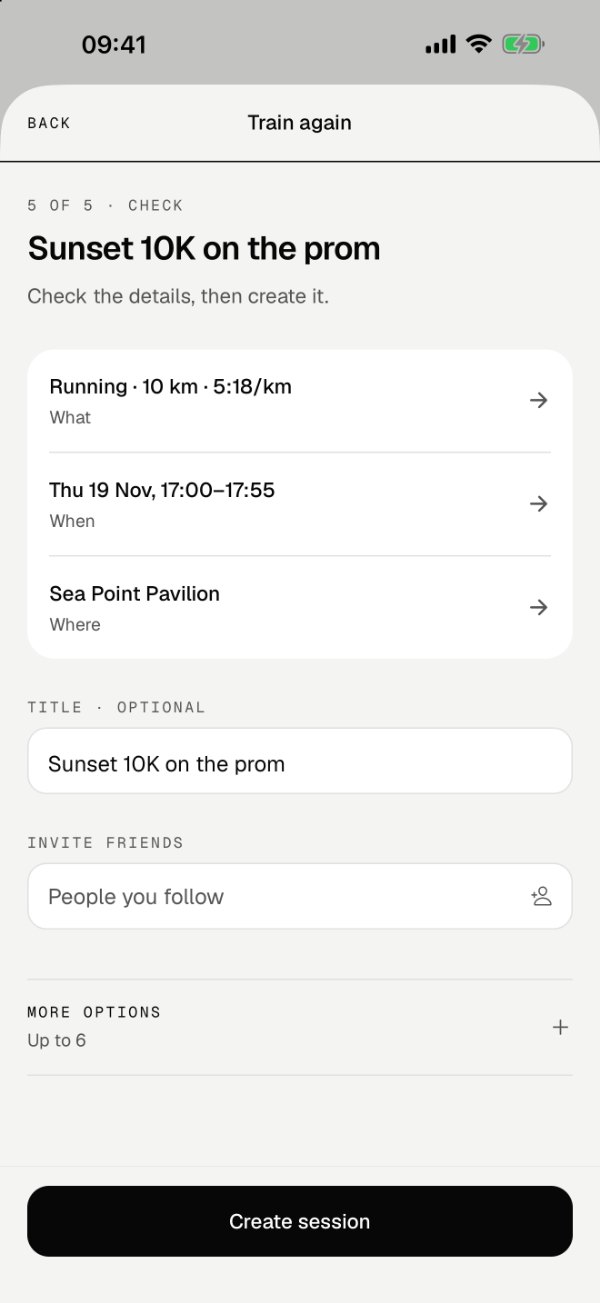 09:41
BACK
Train again
5 OF 5 · CHECK
Sunset 10K on the prom
Check the details, then create it.
Running · 10 km · 5:18/km
What
Thu 19 Nov, 17:00–17:55
When
Sea Point Pavilion
Where
TITLE · OPTIONAL
Sunset 10K on the prom
INVITE FRIENDS
People you follow
MORE OPTIONS
Up to 6
Create session